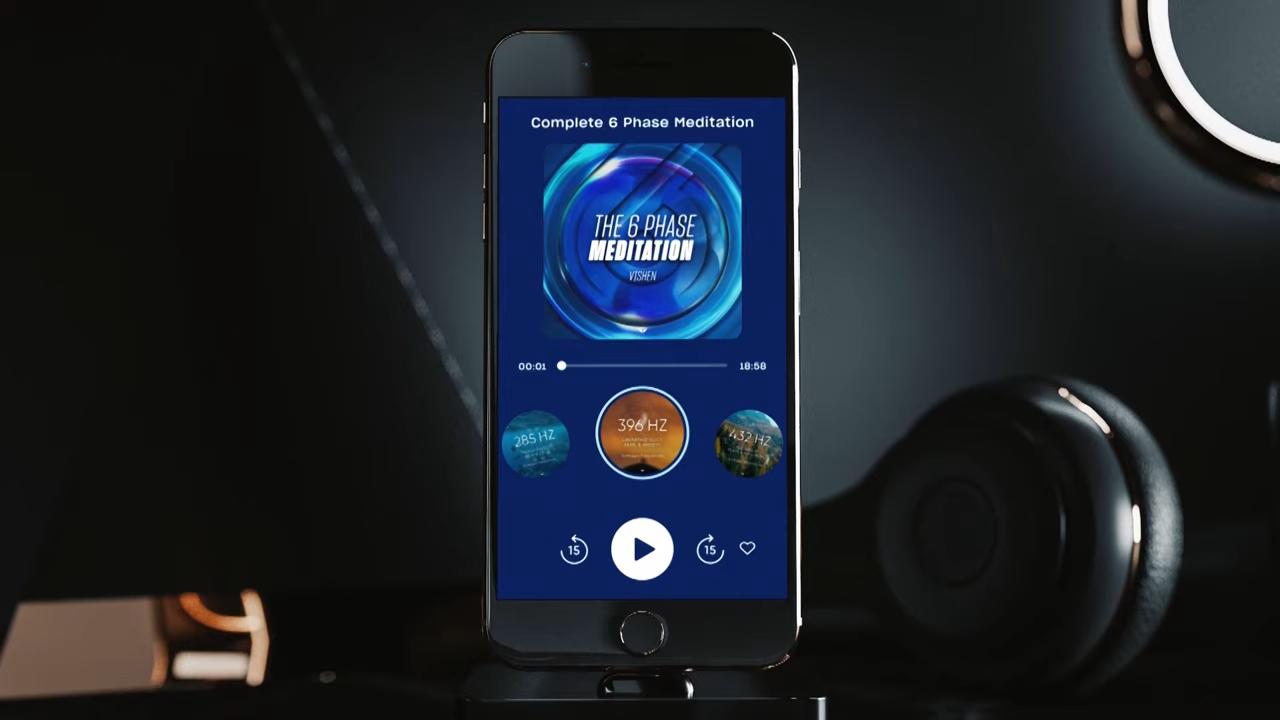 Complete 6 Phase Meditation
THE 6 PHASE
MEDITATION
VISHEN
00:01
18:58
285 HZ
396 HZ
432 HZ
15
15